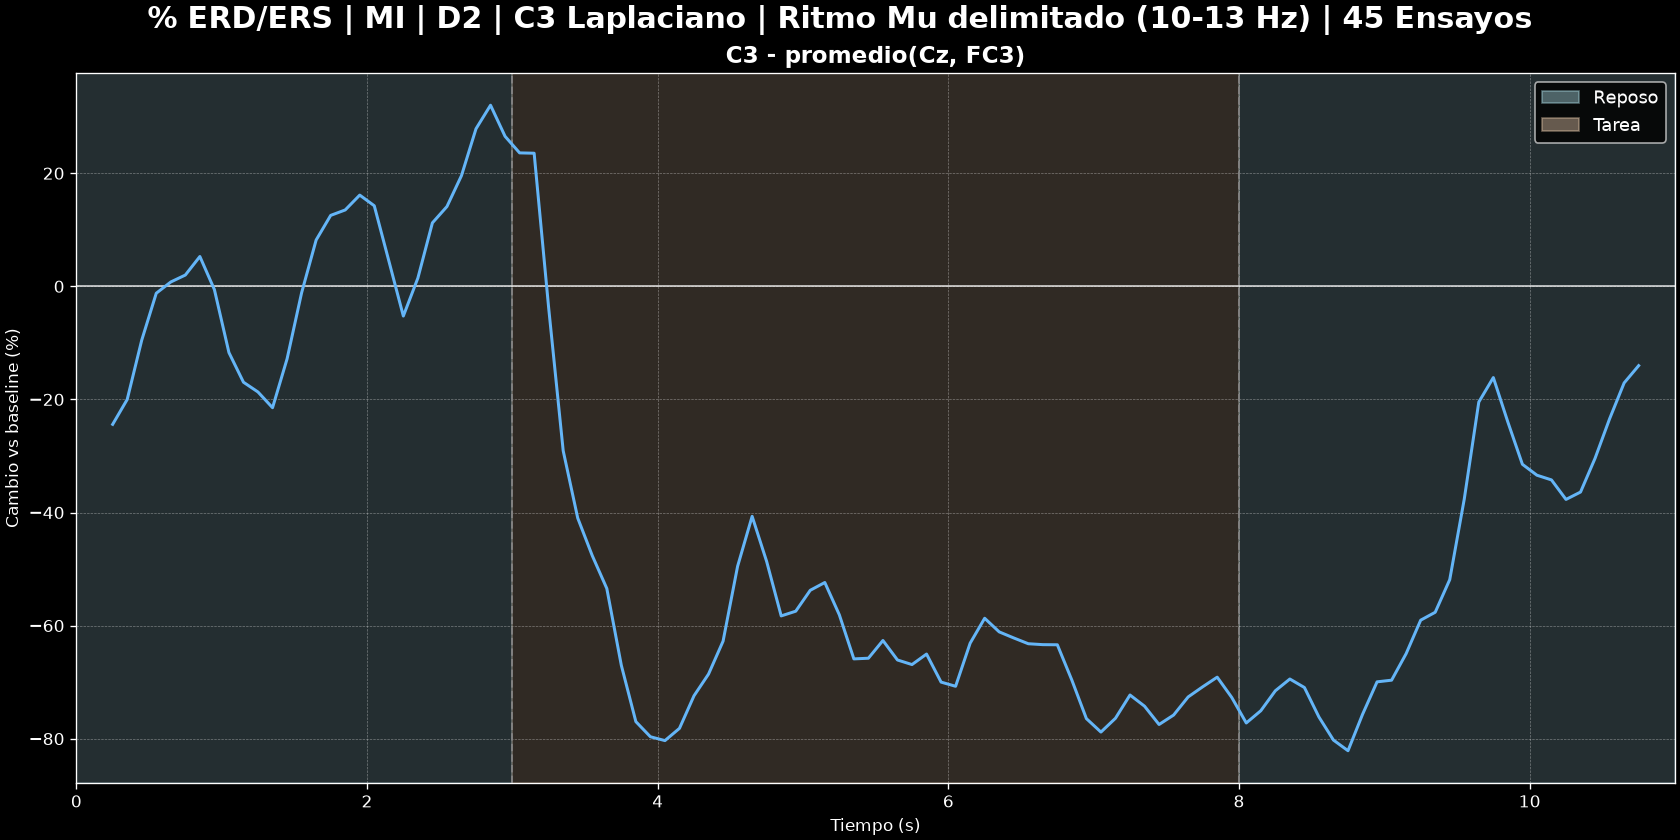 % ERD/ERS | MI | D2 | C3 Laplaciano | Ritmo Mu delimitado (10-13 Hz) | 45 Ensayos
C3 - promedio(Cz, FC3)
Reposo
Tarea
Cambio vs baseline (%)
20
0
−20
−40
−60
−80
0 2 4 6 8 10
Tiempo (s)